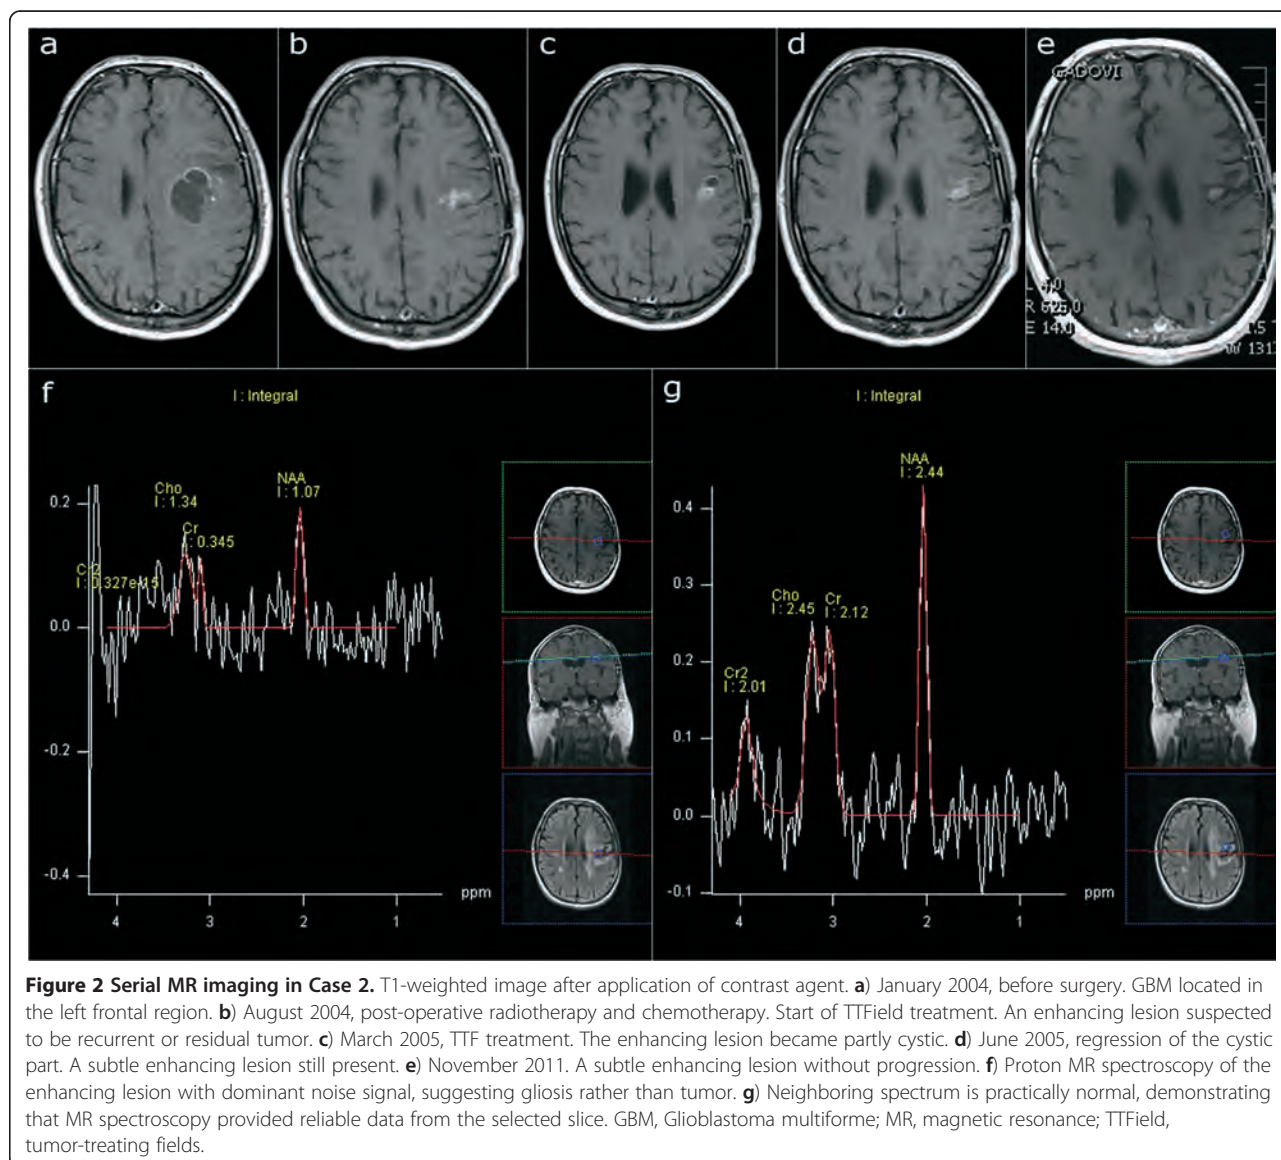 a
b
c
d
e
GADOVI
L 4.0
R 625.0
E 14.0
1.5 T
W 1317
f
I : Integral
0.2
0.0
-0.2
-0.4
Cho
I : 1.34
Cr
I : 0.345
NAA
I : 1.07
Cr2
I : 0.327e-15
4
3
2
1
ppm
g
I : Integral
0.4
0.3
0.2
0.1
0.0
-0.1
NAA
I : 2.44
Cho
I : 2.45
Cr
I : 2.12
Cr2
I : 2.01
4
3
2
1
ppm
Figure 2 Serial MR imaging in Case 2. T1-weighted image after application of contrast agent. a) January 2004, before surgery. GBM located in
the left frontal region. b) August 2004, post-operative radiotherapy and chemotherapy. Start of TTField treatment. An enhancing lesion suspected
to be recurrent or residual tumor. c) March 2005, TTF treatment. The enhancing lesion became partly cystic. d) June 2005, regression of the cystic
part. A subtle enhancing lesion still present. e) November 2011. A subtle enhancing lesion without progression. f) Proton MR spectroscopy of the
enhancing lesion with dominant noise signal, suggesting gliosis rather than tumor. g) Neighboring spectrum is practically normal, demonstrating
that MR spectroscopy provided reliable data from the selected slice. GBM, Glioblastoma multiforme; MR, magnetic resonance; TTField,
tumor-treating fields.